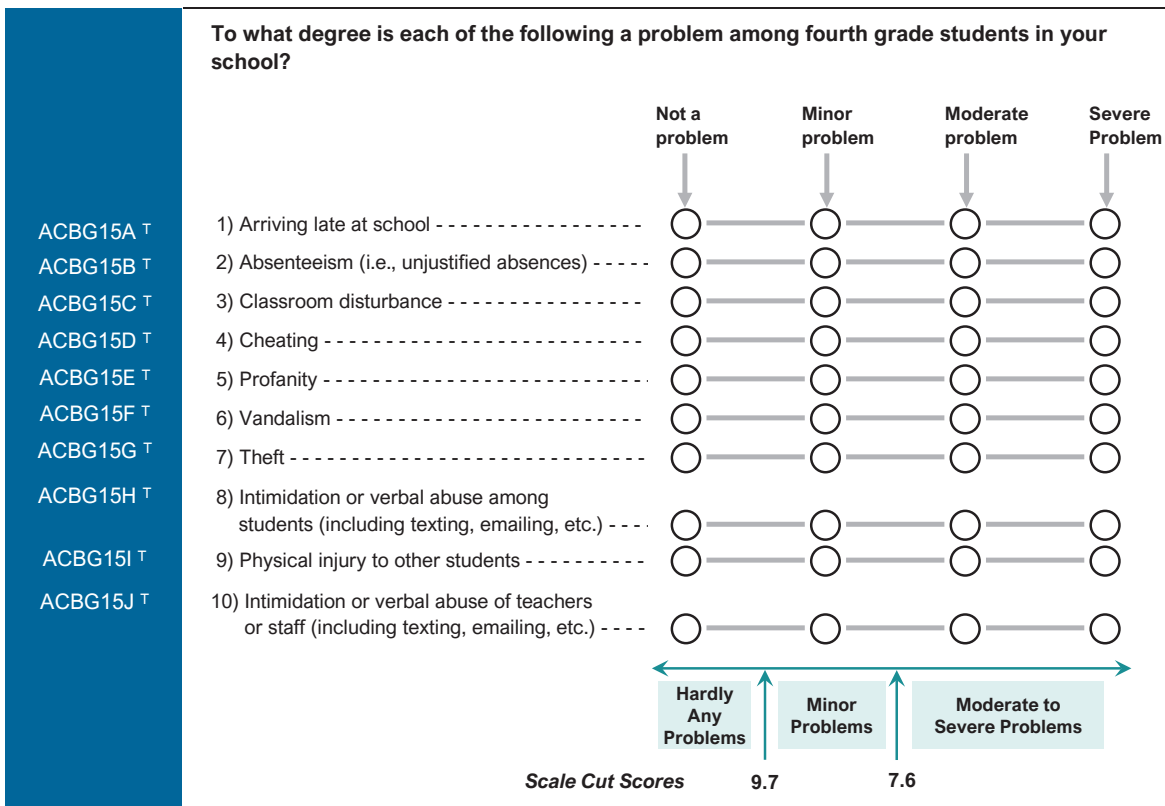 To what degree is each of the following a problem among fourth grade students in your
school?
Not a problem
Minor problem
Moderate problem
Severe Problem
ACBG15A ᵀ 1) Arriving late at school - - - - - - - - - - - - - - - - -
ACBG15B ᵀ 2) Absenteeism (i.e., unjustified absences) - - - - -
ACBG15C ᵀ 3) Classroom disturbance - - - - - - - - - - - - - - - -
ACBG15D ᵀ 4) Cheating - - - - - - - - - - - - - - - - - - - - - - - - - -
ACBG15E ᵀ 5) Profanity - - - - - - - - - - - - - - - - - - - - - - - - - -
ACBG15F ᵀ 6) Vandalism - - - - - - - - - - - - - - - - - - - - - - - - -
ACBG15G ᵀ 7) Theft - - - - - - - - - - - - - - - - - - - - - - - - - - - - -
ACBG15H ᵀ 8) Intimidation or verbal abuse among
students (including texting, emailing, etc.) - - - -
ACBG15I ᵀ 9) Physical injury to other students - - - - - - - - - -
ACBG15J ᵀ 10) Intimidation or verbal abuse of teachers
or staff (including texting, emailing, etc.) - - - -
Hardly
Any
Problems
Minor
Problems
Moderate to
Severe Problems
Scale Cut Scores 9.7 7.6